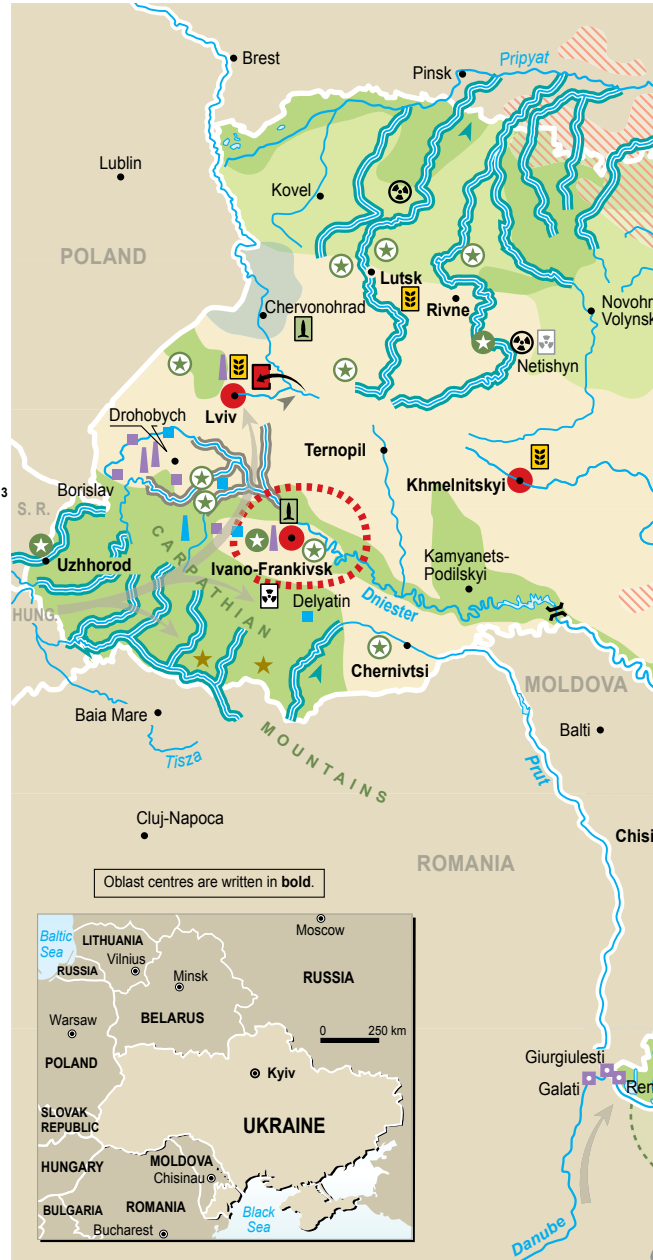 Brest
Pinsk
Pripyat
Lublin
Kovel
POLAND
Lutsk
Rivne
Novohr
Volynsk
Chervonohrad
Netishyn
Lviv
Drohobych
Ternopil
Khmelnitskyi
3
Borislav
S. R.
Uzhhorod
CARPATHIAN
Ivano-Frankivsk
Kamyanets-
Podilskyi
HUNG.
Delyatin
Dniester
Chernivtsi
MOLDOVA
Baia Mare
Balti
Tisza
MOUNTAINS
Prut
Cluj-Napoca
Chisi
ROMANIA
Oblast centres are written in bold.
Baltic
Sea
LITHUANIA
Vilnius
RUSSIA
Moscow
Minsk
RUSSIA
BELARUS
Warsaw
0 250 km
POLAND
Kyiv
SLOVAK
REPUBLIC
UKRAINE
HUNGARY
MOLDOVA
Chisinau
BULGARIA
ROMANIA
Black
Sea
Bucharest
Giurgiulesti
Galati
Ren
Danube